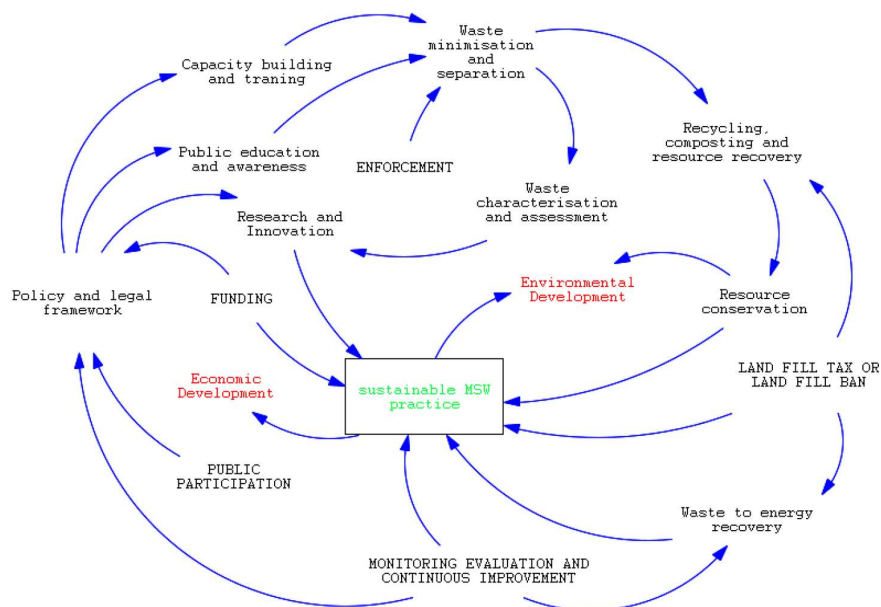 Waste
minimisation
and
separation
Capacity building
and traning
Recycling,
composting and
resource recovery
Public education
and awareness
ENFORCEMENT
Waste
characterisation
and assessment
Research and
Innovation
Policy and legal
framework
FUNDING
Environmental
Development
Resource
conservation
LAND FILL TAX OR
LAND FILL BAN
Economic
Development
sustainable MSW
practice
PUBLIC
PARTICIPATION
Waste to energy
recovery
MONITORING EVALUATION AND
CONTINUOUS IMPROVEMENT